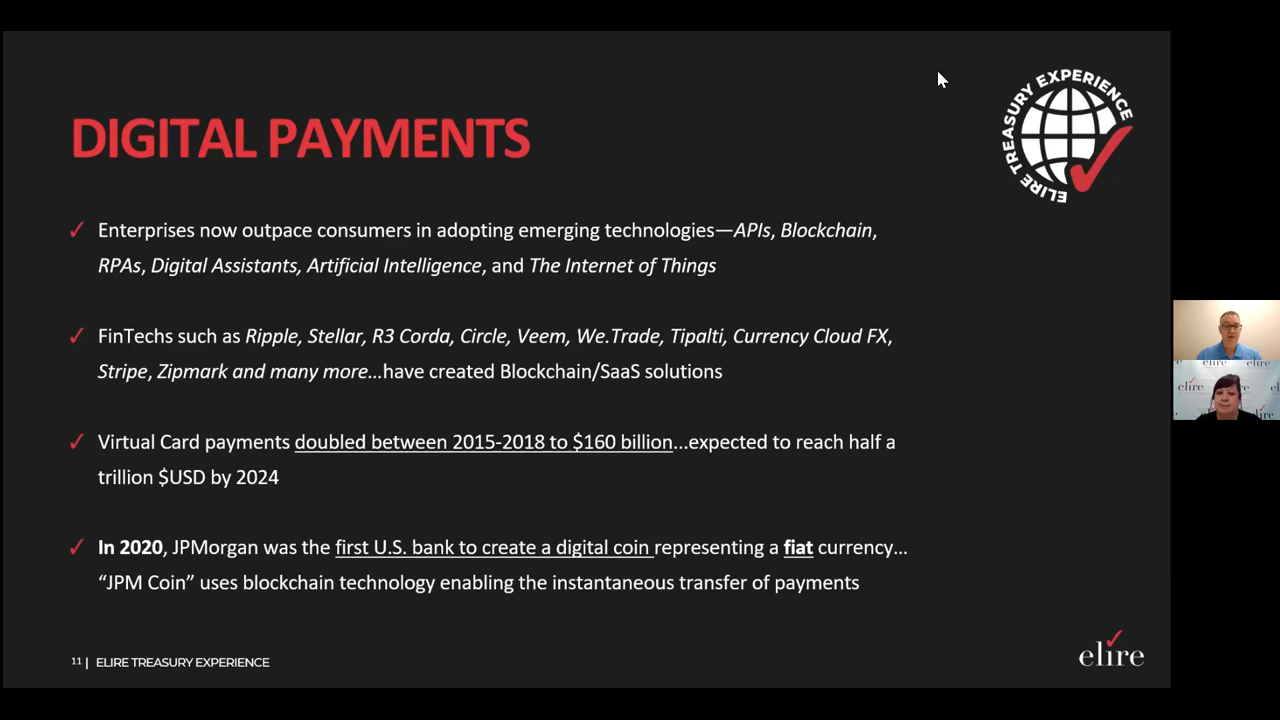 ELIRE TREASURY EXPERIENCE
DIGITAL PAYMENTS
✓ Enterprises now outpace consumers in adopting emerging technologies—APIs, Blockchain,
RPAs, Digital Assistants, Artificial Intelligence, and The Internet of Things
✓ FinTechs such as Ripple, Stellar, R3 Corda, Circle, Veem, We.Trade, Tipalti, Currency Cloud FX,
Stripe, Zipmark and many more...have created Blockchain/SaaS solutions
✓ Virtual Card payments doubled between 2015-2018 to $160 billion...expected to reach half a
trillion $USD by 2024
✓ In 2020, JPMorgan was the first U.S. bank to create a digital coin representing a fiat currency...
“JPM Coin” uses blockchain technology enabling the instantaneous transfer of payments
11 | ELIRE TREASURY EXPERIENCE
elire
elire
elire
elire